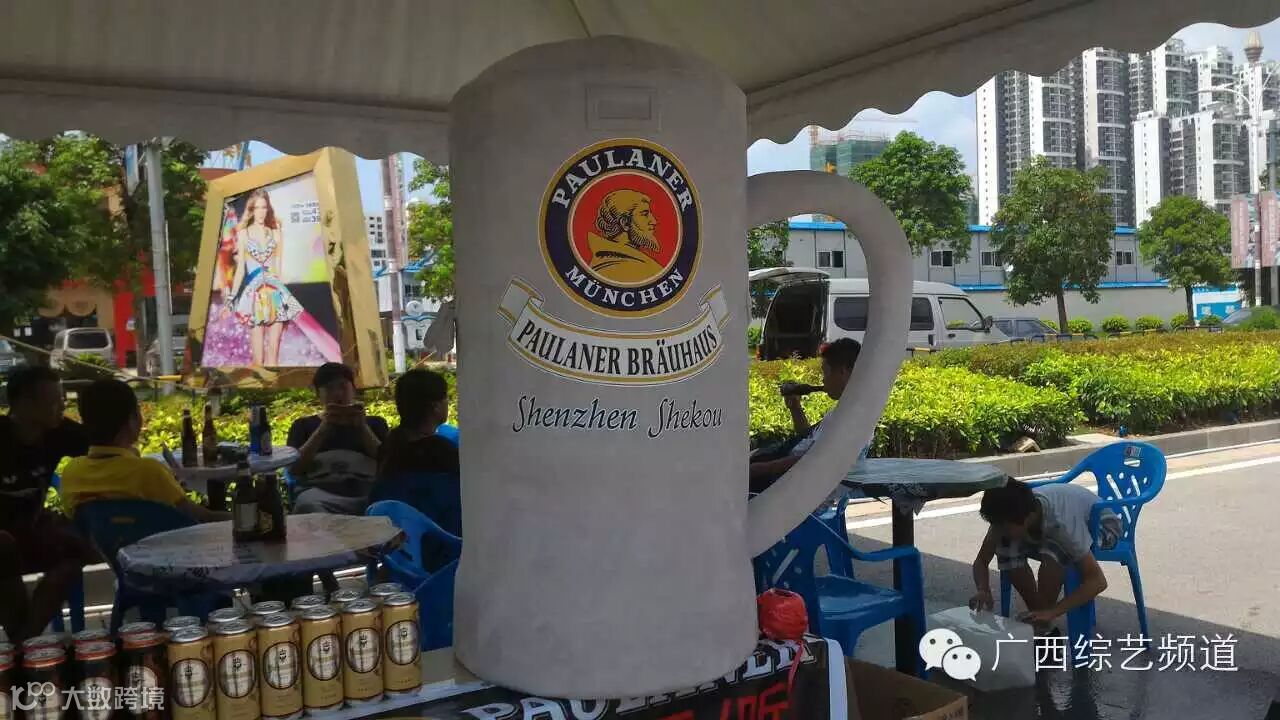 PAULANER
MÜNCHEN
PAULANER BRÄUHAUS
Shenzhen Shekou
广西综艺频道
大数跨境